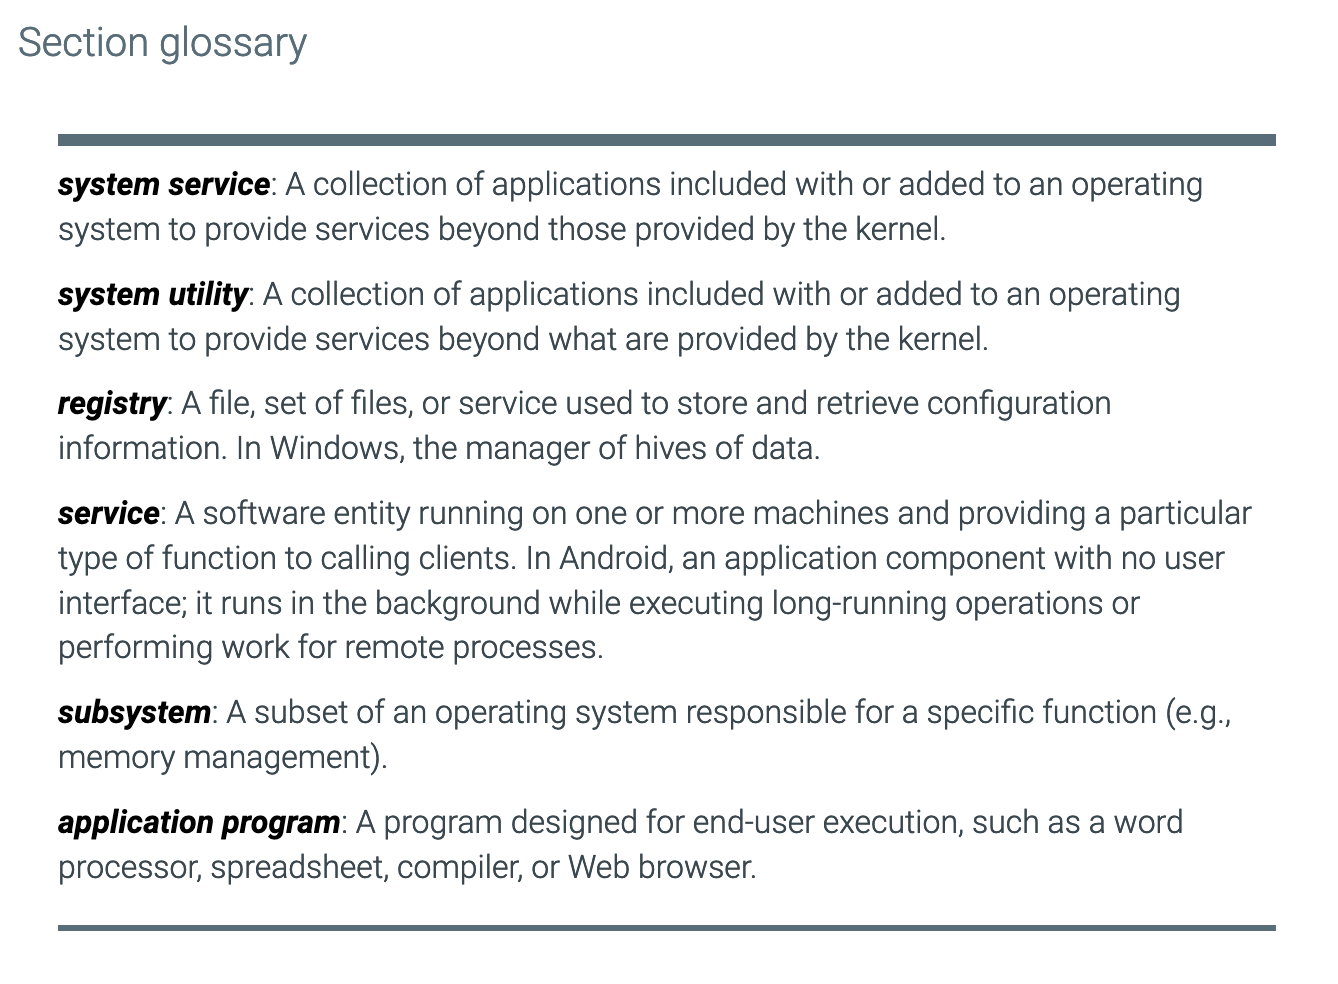 Section glossary
system service: A collection of applications included with or added to an operating
system to provide services beyond those provided by the kernel.
system utility: A collection of applications included with or added to an operating
system to provide services beyond what are provided by the kernel.
registry: A file, set of files, or service used to store and retrieve configuration
information. In Windows, the manager of hives of data.
service: A software entity running on one or more machines and providing a particular
type of function to calling clients. In Android, an application component with no user
interface; it runs in the background while executing long-running operations or
performing work for remote processes.
subsystem: A subset of an operating system responsible for a specific function (e.g.,
memory management).
application program: A program designed for end-user execution, such as a word
processor, spreadsheet, compiler, or Web browser.